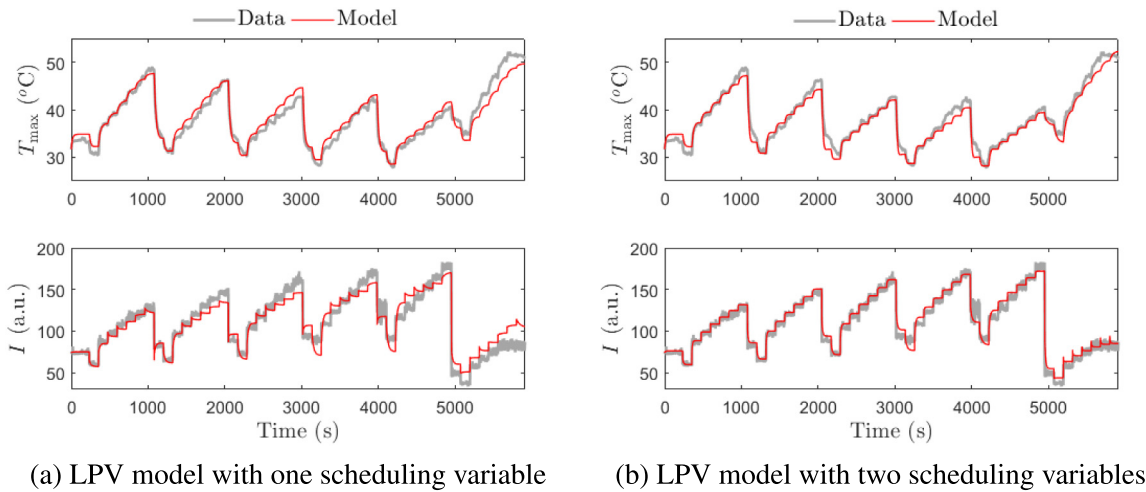 Data Model
50
40
30
T_max (°C)
0 1000 2000 3000 4000 5000
200
150
100
50
I (a.u.)
0 1000 2000 3000 4000 5000
Time (s)
(a) LPV model with one scheduling variable
Data Model
50
40
30
T_max (°C)
0 1000 2000 3000 4000 5000
200
150
100
50
I (a.u.)
0 1000 2000 3000 4000 5000
Time (s)
(b) LPV model with two scheduling variables